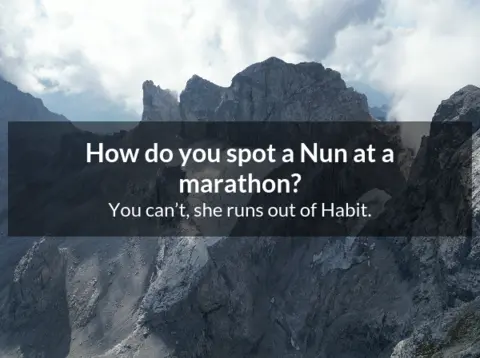 How do you spot a Nun at a
marathon?
You can't, she runs out of Habit.